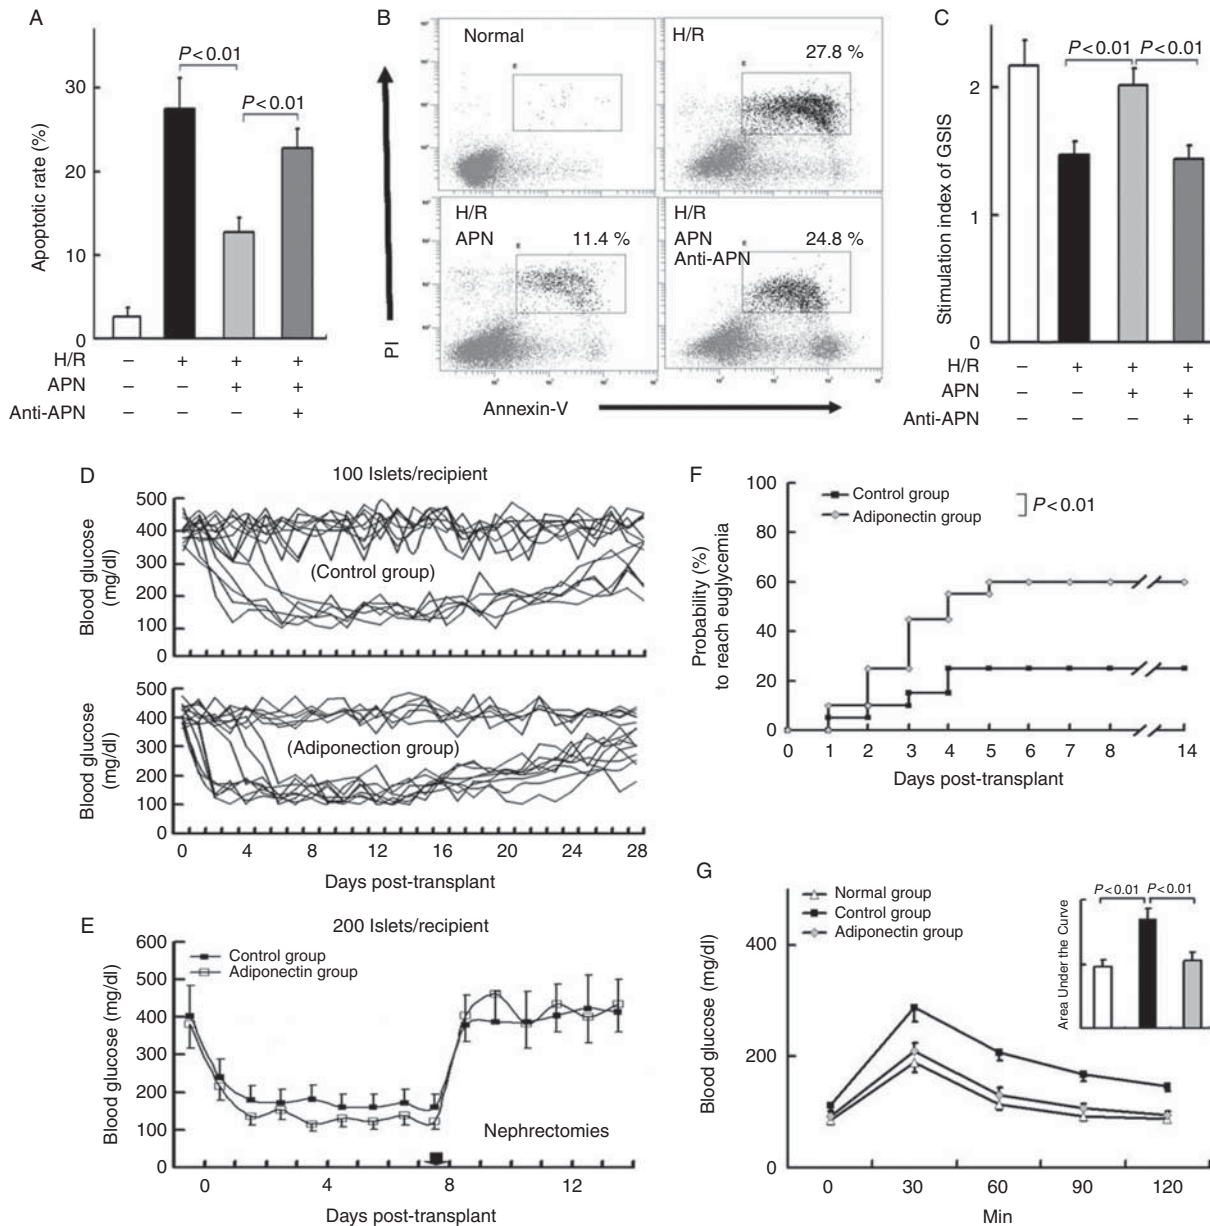 A
P < 0.01
P < 0.01
30
20
10
0
Apoptotic rate (%)
H/R – + + +
APN – – + +
Anti-APN – – – +
B
Normal
H/R
27.8 %
H/R
APN
11.4 %
H/R
APN
Anti-APN
24.8 %
PI
Annexin-V
C
P < 0.01 P < 0.01
2
1
0
Stimulation index of GSIS
H/R – + + +
APN – – + +
Anti-APN – – – +
D
100 Islets/recipient
500
400
300
200
100
0
Blood glucose
(mg/dl)
(Control group)
500
400
300
200
100
0
Blood glucose
(mg/dl)
(Adiponection group)
0 4 8 12 16 20 24 28
Days post-transplant
E
200 Islets/recipient
600
500
400
300
200
100
0
Blood glucose (mg/dl)
Control group
Adiponectin group
Nephrectomies
0 4 8 12
Days post-transplant
F
100
80
60
40
20
0
Probability (%)
to reach euglycemia
Control group
Adiponectin group
P < 0.01
0 1 2 3 4 5 6 7 8 14
Days post-transplant
G
Normal group
Control group
Adiponectin group
400
200
0
Blood glucose (mg/dl)
P < 0.01 P < 0.01
Area Under the Curve
0 30 60 90 120
Min